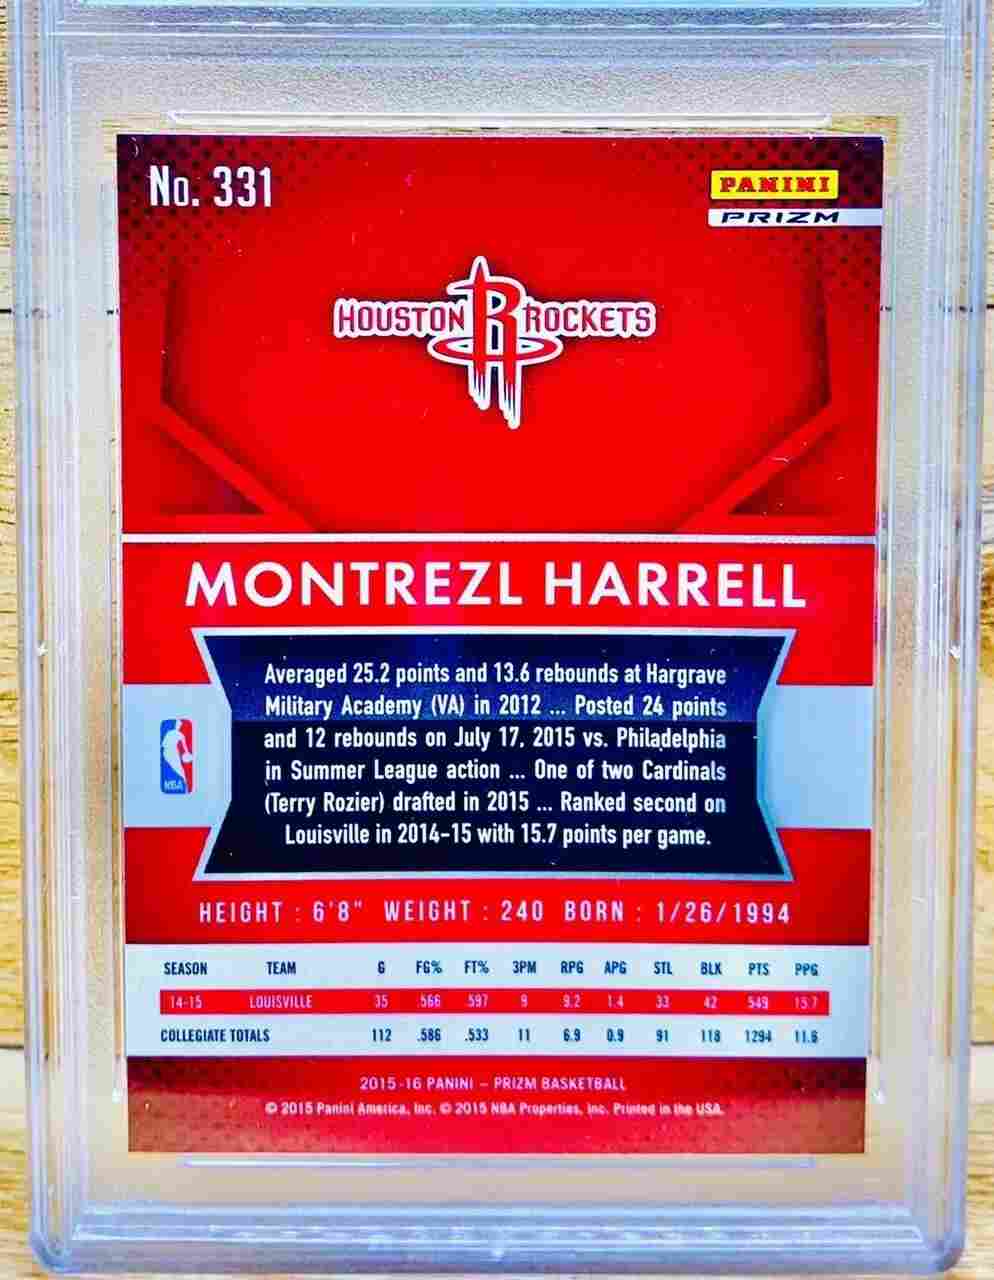 No. 331
PANINI
PRIZM
HOUSTON R ROCKETS
MONTREZL HARRELL
Averaged 25.2 points and 13.6 rebounds at Hargrave
Military Academy (VA) in 2012 ... Posted 24 points
and 12 rebounds on July 17, 2015 vs. Philadelphia
in Summer League action ... One of two Cardinals
(Terry Rozier) drafted in 2015 ... Ranked second on
Louisville in 2014-15 with 15.7 points per game.
NBA
HEIGHT : 6'8" WEIGHT : 240 BORN : 1/26/1994
SEASON TEAM G FG% FT% 3PM RPG APG STL BLK PTS PPG
14-15 LOUISVILLE 35 .566 .597 9 9.2 1.4 33 42 549 15.7
COLLEGIATE TOTALS 112 .586 .533 11 6.9 0.9 91 118 1294 11.6
2015-16 PANINI – PRIZM BASKETBALL
© 2015 Panini America, Inc. © 2015 NBA Properties, Inc. Printed in the USA.